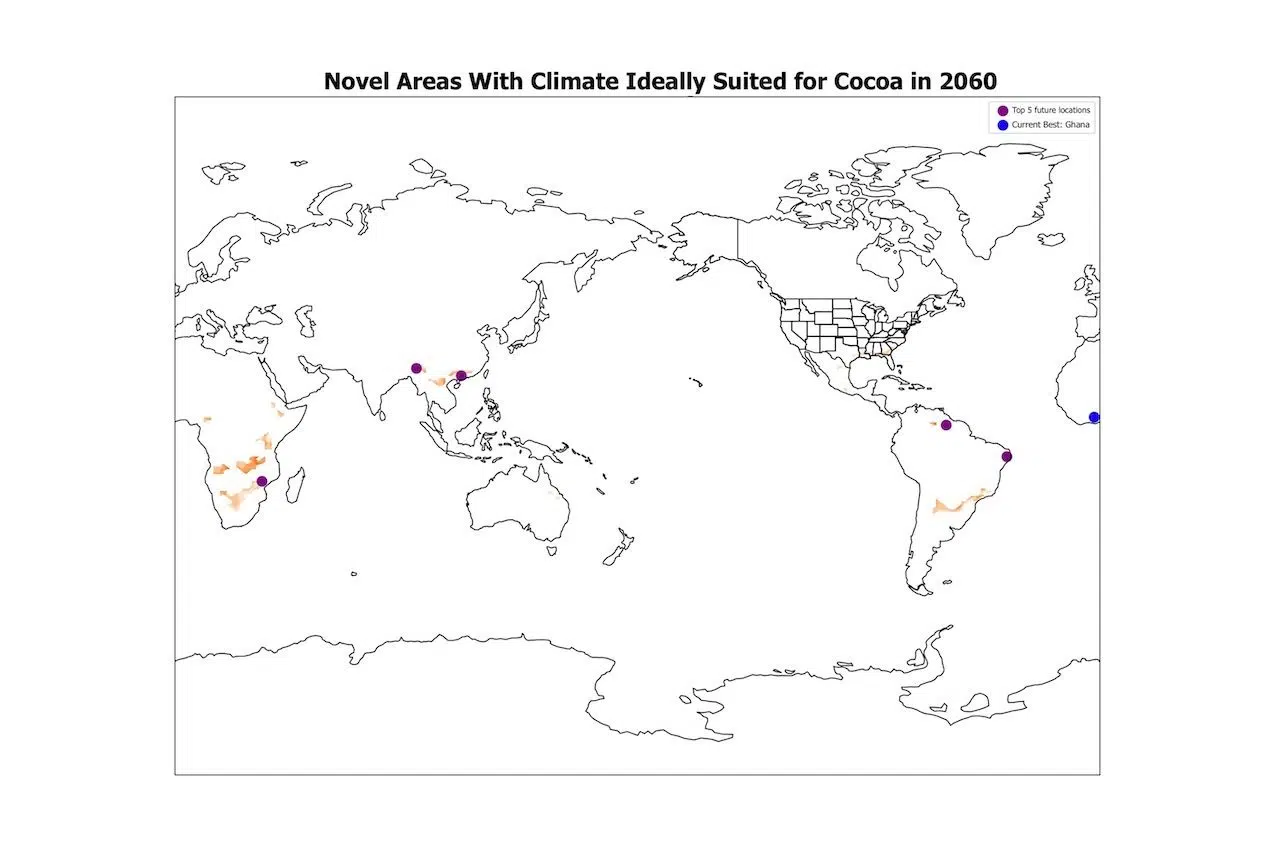 Novel Areas With Climate Ideally Suited for Cocoa in 2060
Top 5 future locations
Current Best: Ghana